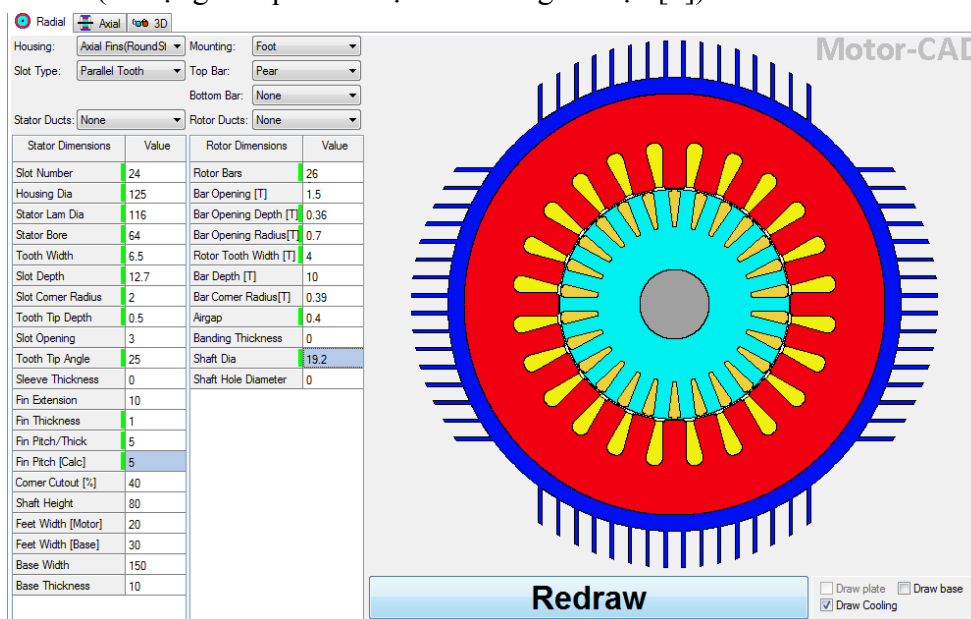 Radial Axial 3D
Housing: Axial Fins(RoundSl Mounting: Foot
Motor-CAD
Slot Type: Parallel Tooth Top Bar: Pear
Bottom Bar: None
Stator Ducts: None Rotor Ducts: None
Stator Dimensions Value Rotor Dimensions Value
Slot Number 24 Rotor Bars 26
Housing Dia 125 Bar Opening [T] 1.5
Stator Lam Dia 116 Bar Opening Depth [T] 0.36
Stator Bore 64 Bar Opening Radius[T] 0.7
Tooth Width 6.5 Rotor Tooth Width [T] 4
Slot Depth 12.7 Bar Depth [T] 10
Slot Corner Radius 2 Bar Corner Radius[T] 0.39
Tooth Tip Depth 0.5 Airgap 0.4
Slot Opening 3 Banding Thickness 0
Tooth Tip Angle 25 Shaft Dia 19.2
Sleeve Thickness 0 Shaft Hole Diameter 0
Fin Extension 10
Fin Thickness 1
Fin Pitch/Thick 5
Fin Pitch [Calc] 5
Corner Cutout [%] 40
Shaft Height 80
Feet Width [Motor] 20
Feet Width [Base] 30
Base Width 150
Base Thickness 10
Redraw
Draw plate Draw base
Draw Cooling